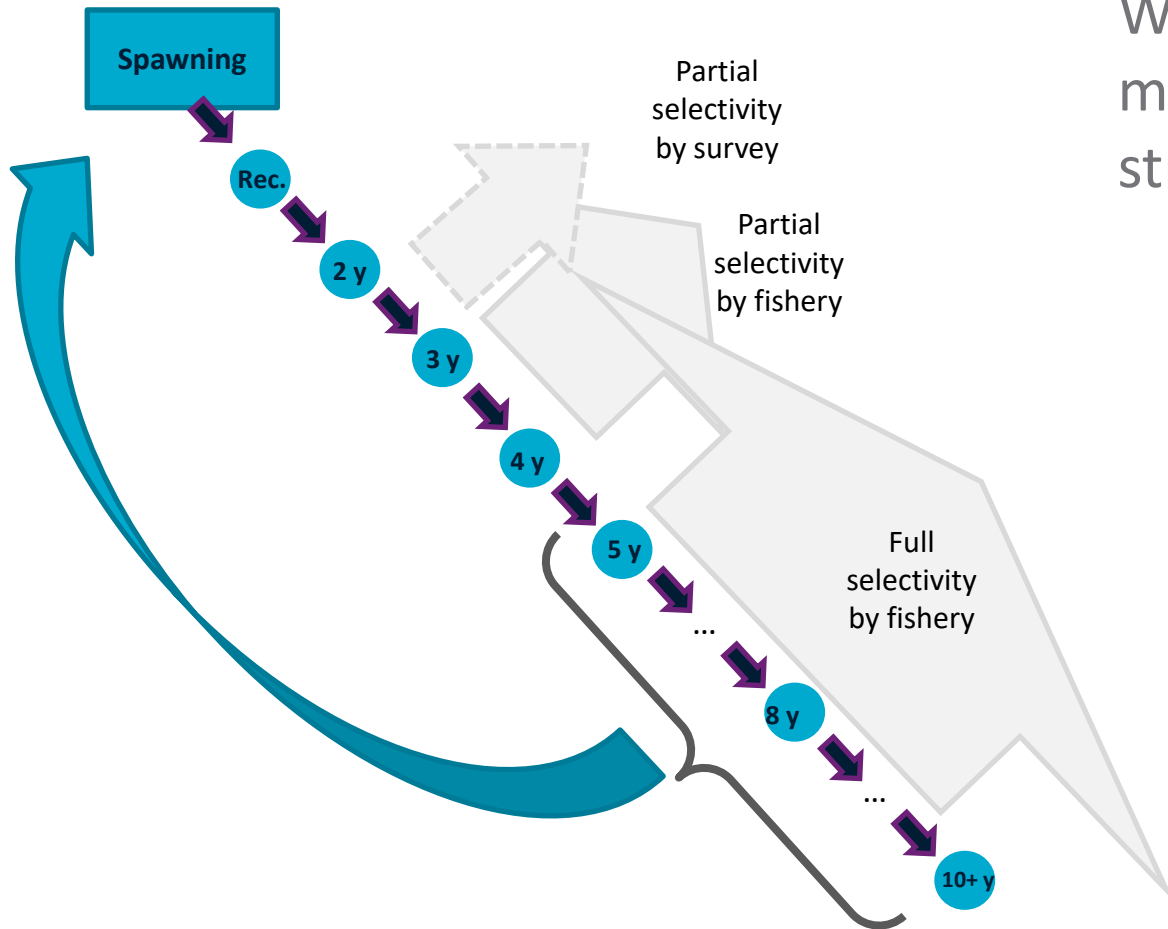 Spawning
Partial
selectivity
by survey
Rec.
2 y
Partial
selectivity
by fishery
3 y
4 y
5 y
...
Full
selectivity
by fishery
8 y
...
10+ y